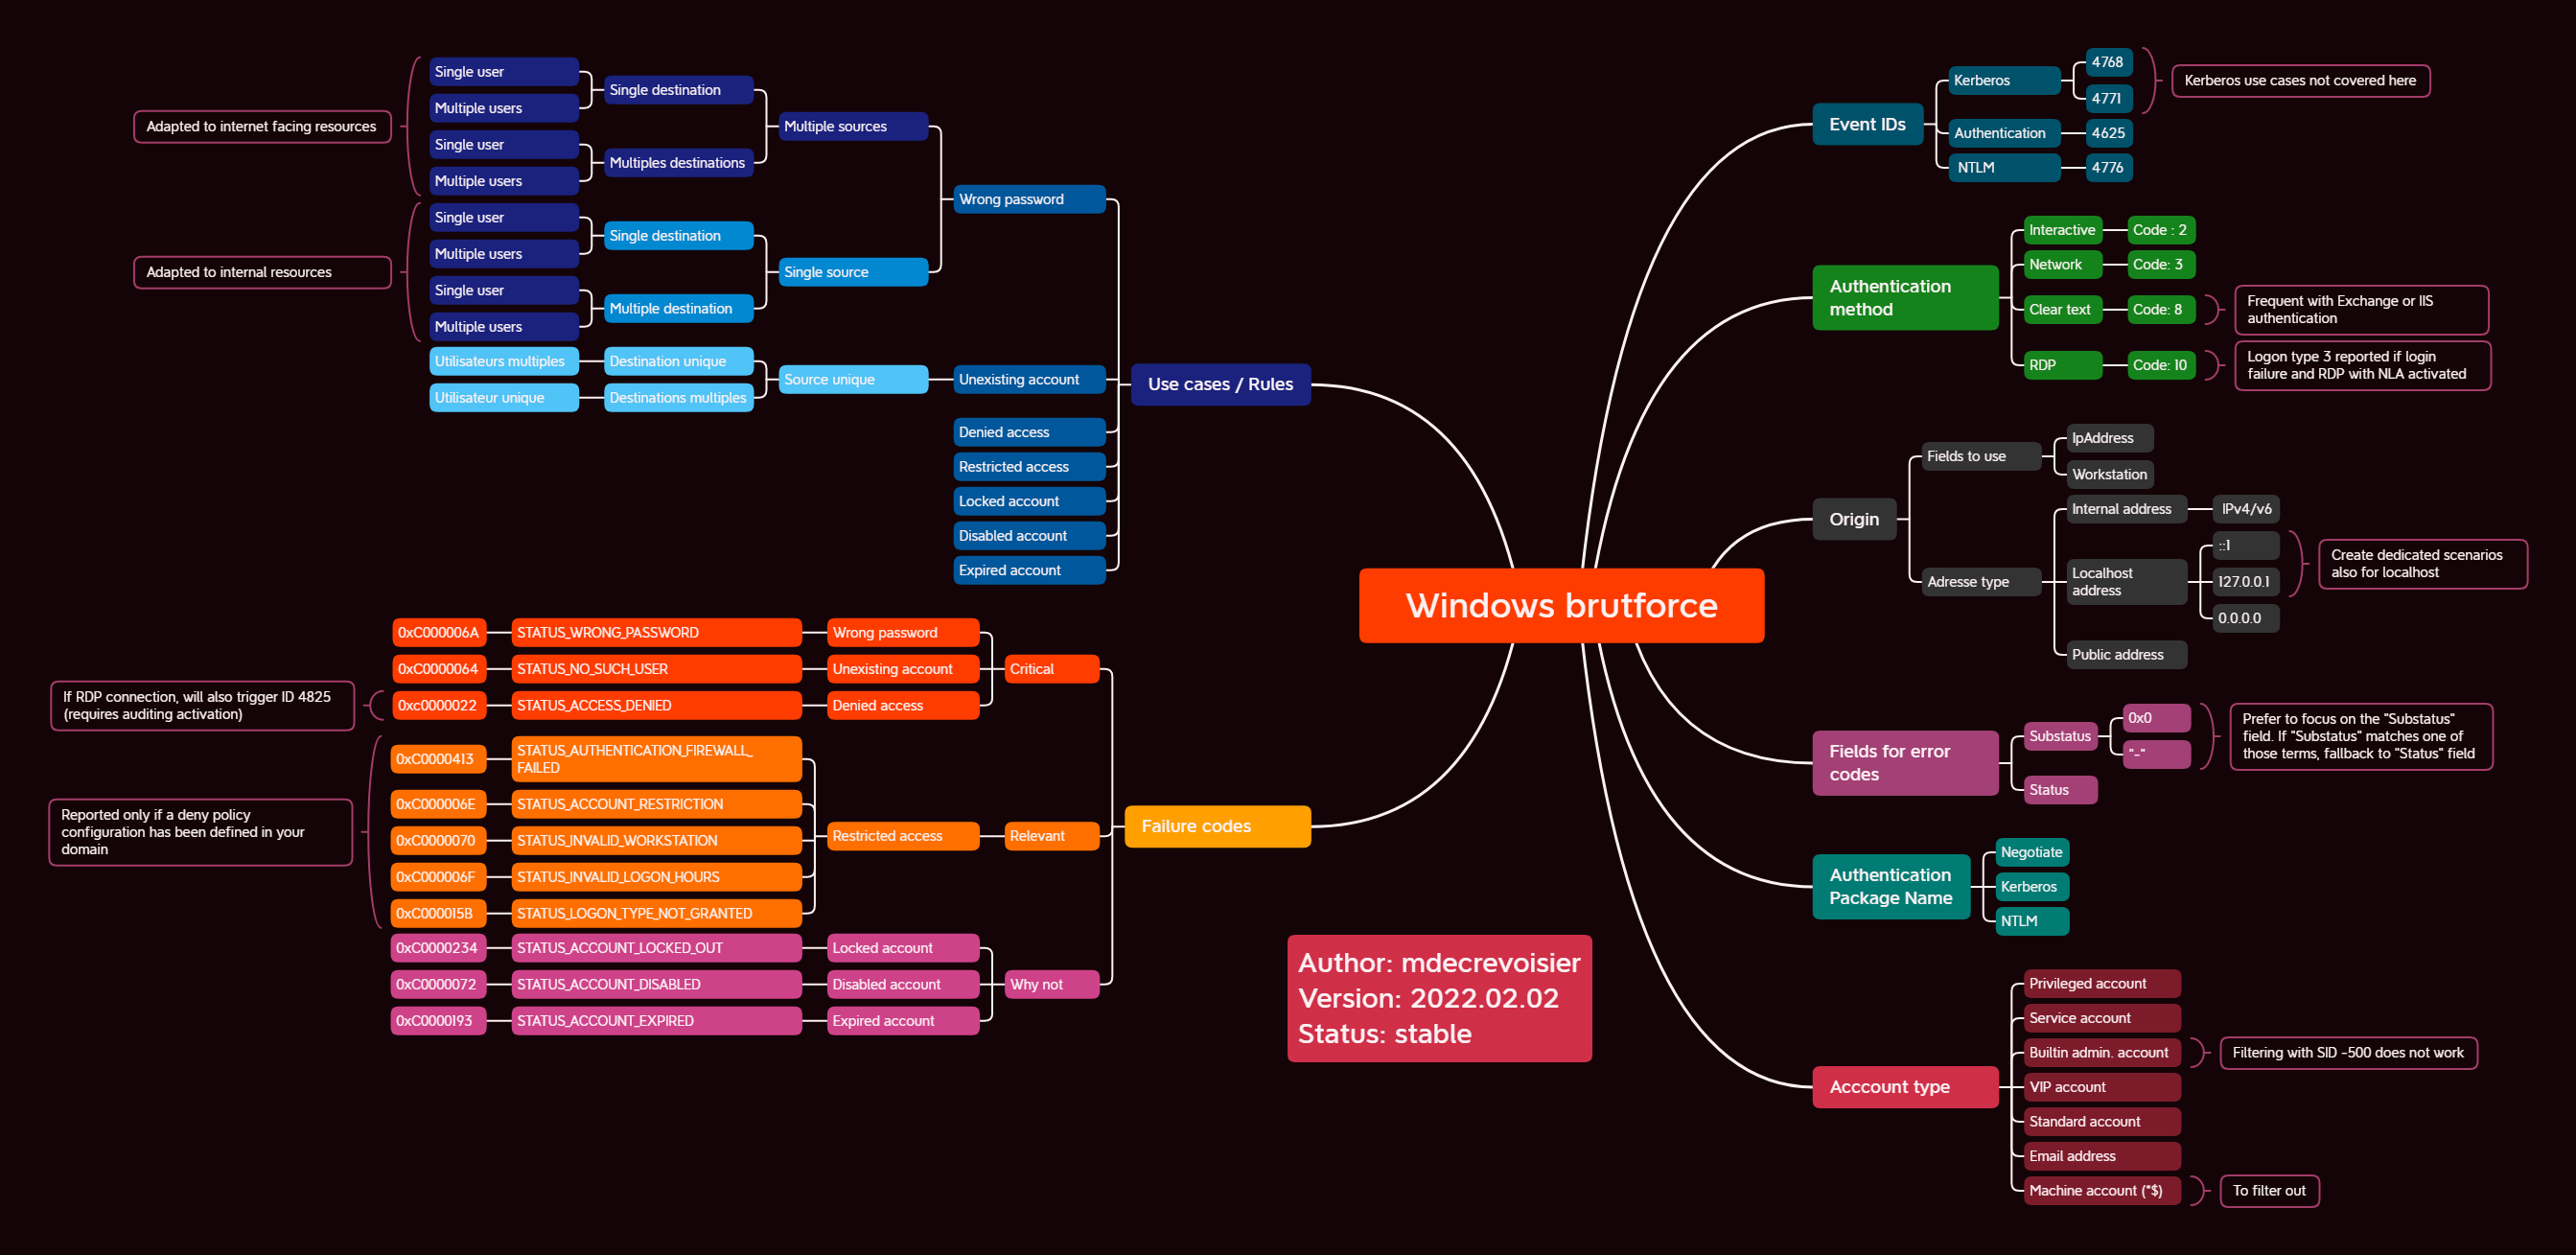 Windows brutforce
Event IDs
Kerberos
4768
4771
Kerberos use cases not covered here
Authentication
4625
NTLM
4776
Authentication
method
Interactive
Code : 2
Network
Code: 3
Clear text
Code: 8
Frequent with Exchange or IIS
authentication
RDP
Code: 10
Logon type 3 reported if login
failure and RDP with NLA activated
Origin
Fields to use
IpAddress
Workstation
Adresse type
Internal address
IPv4/v6
Localhost
address
::1
127.0.0.1
0.0.0.0
Create dedicated scenarios
also for localhost
Public address
Fields for error
codes
Substatus
0x0
"-"
Prefer to focus on the "Substatus"
field. If "Substatus" matches one of
those terms, fallback to "Status" field
Status
Authentication
Package Name
Negotiate
Kerberos
NTLM
Acccount type
Privileged account
Service account
Builtin admin. account
Filtering with SID -500 does not work
VIP account
Standard account
Email address
Machine account (*$)
To filter out
Use cases / Rules
Wrong password
Multiple sources
Single destination
Single user
Multiple users
Multiples destinations
Single user
Multiple users
Adapted to internet facing resources
Single source
Single destination
Single user
Multiple users
Multiple destination
Single user
Multiple users
Adapted to internal resources
Unexisting account
Source unique
Destination unique
Utilisateurs multiples
Destinations multiples
Utilisateur unique
Denied access
Restricted access
Locked account
Disabled account
Expired account
Failure codes
Critical
Wrong password
STATUS_WRONG_PASSWORD
0xC000006A
Unexisting account
STATUS_NO_SUCH_USER
0xC0000064
Denied access
STATUS_ACCESS_DENIED
0xc0000022
If RDP connection, will also trigger ID 4825
(requires auditing activation)
Relevant
Restricted access
STATUS_AUTHENTICATION_FIREWALL_
FAILED
0xC0000413
STATUS_ACCOUNT_RESTRICTION
0xC000006E
STATUS_INVALID_WORKSTATION
0xC0000070
STATUS_INVALID_LOGON_HOURS
0xC000006F
STATUS_LOGON_TYPE_NOT_GRANTED
0xC000015B
Reported only if a deny policy
configuration has been defined in your
domain
Why not
Locked account
STATUS_ACCOUNT_LOCKED_OUT
0xC0000234
Disabled account
STATUS_ACCOUNT_DISABLED
0xC0000072
Expired account
STATUS_ACCOUNT_EXPIRED
0xC0000193
Author: mdecrevoisier
Version: 2022.02.02
Status: stable